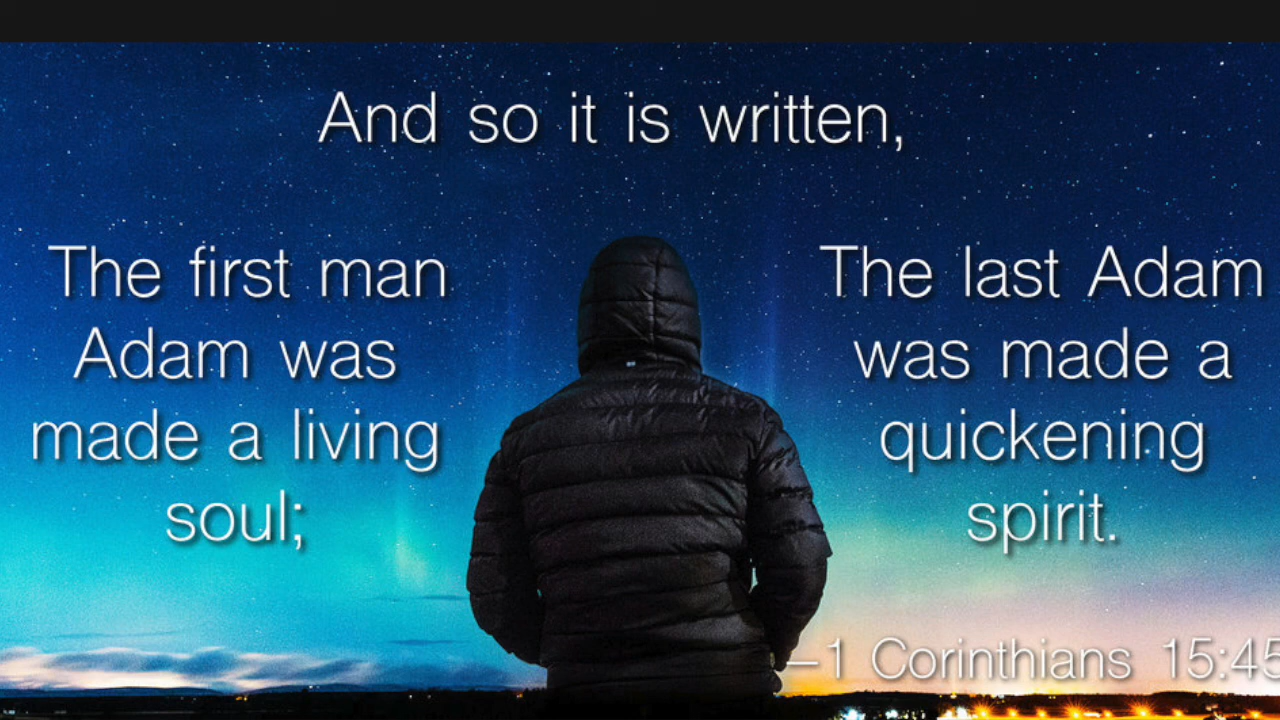 And so it is written,
The first man
Adam was
made a living
soul;
The last Adam
was made a
quickening
spirit.
–1 Corinthians 15:45